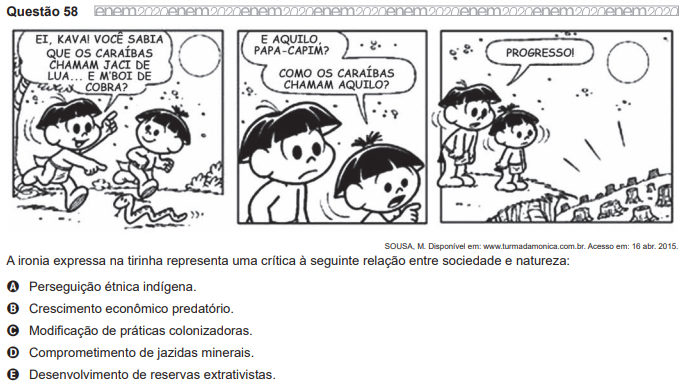 Questão 58
enem2020enem2020enem2020enem2020enem2020enem2020enem2020enem2020enem2020enem2020
EI, KAVA! VOCÊ SABIA
QUE OS CARAÍBAS
CHAMAM JACI DE
LUA... E M'BOI DE
COBRA?
E AQUILO,
PAPA-CAPIM?
COMO OS CARAÍBAS
CHAMAM AQUILO?
PROGRESSO!
SOUSA, M. Disponível em: www.turmadamonica.com.br. Acesso em: 16 abr. 2015.
A ironia expressa na tirinha representa uma crítica à seguinte relação entre sociedade e natureza:
A Perseguição étnica indígena.
B Crescimento econômico predatório.
C Modificação de práticas colonizadoras.
D Comprometimento de jazidas minerais.
E Desenvolvimento de reservas extrativistas.